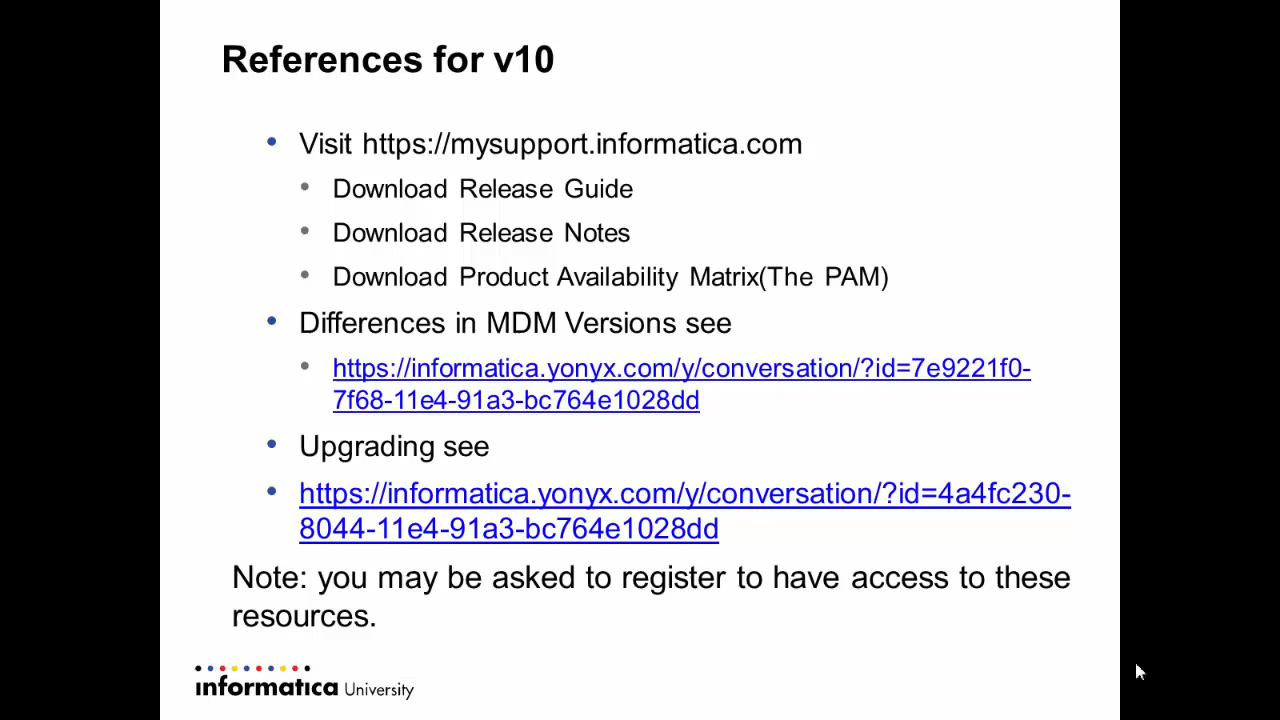 References for v10
• Visit https://mysupport.informatica.com
• Download Release Guide
• Download Release Notes
• Download Product Availability Matrix(The PAM)
• Differences in MDM Versions see
• https://informatica.yonyx.com/y/conversation/?id=7e9221f0-
7f68-11e4-91a3-bc764e1028dd
• Upgrading see
• https://informatica.yonyx.com/y/conversation/?id=4a4fc230-
8044-11e4-91a3-bc764e1028dd
Note: you may be asked to register to have access to these
resources.
informatica University